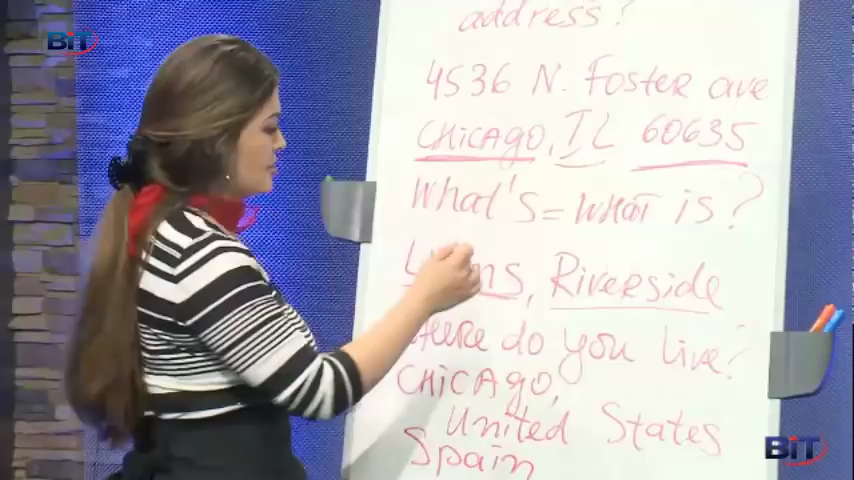 BiT
address?
4536 N. Foster ave
CHiCAgO, IL 60635
What's = What is?
Riverside
do you live?
CHiCAgO,
United States
Spain
BiT